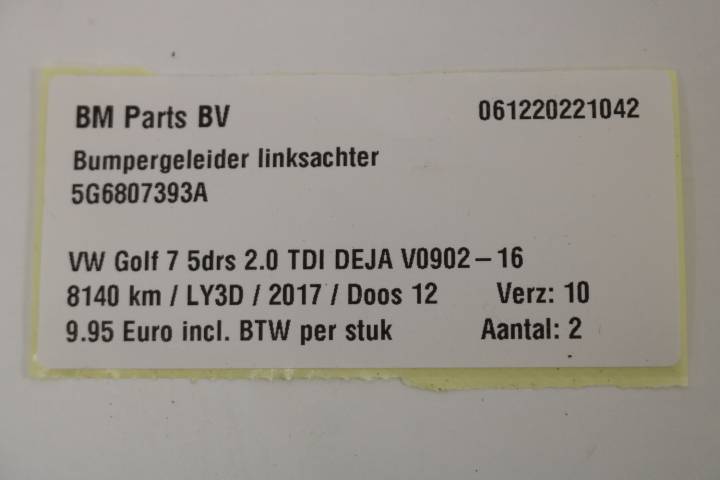 BM Parts BV 061220221042
Bumpergeleider linksachter
5G6807393A
VW Golf 7 5drs 2.0 TDI DEJA V0902-16
8140 km / LY3D / 2017 / Doos 12 Verz: 10
9.95 Euro incl. BTW per stuk Aantal: 2